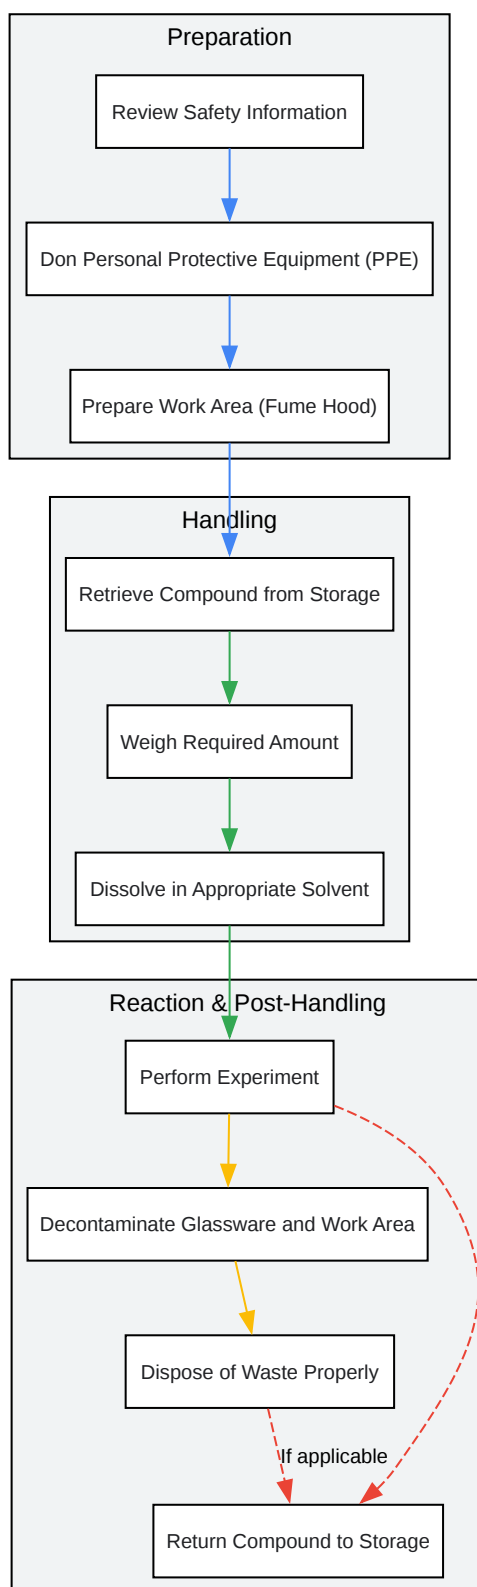 Preparation
Review Safety Information
Don Personal Protective Equipment (PPE)
Prepare Work Area (Fume Hood)
Handling
Retrieve Compound from Storage
Weigh Required Amount
Dissolve in Appropriate Solvent
Reaction & Post-Handling
Perform Experiment
Decontaminate Glassware and Work Area
Dispose of Waste Properly
If applicable
Return Compound to Storage